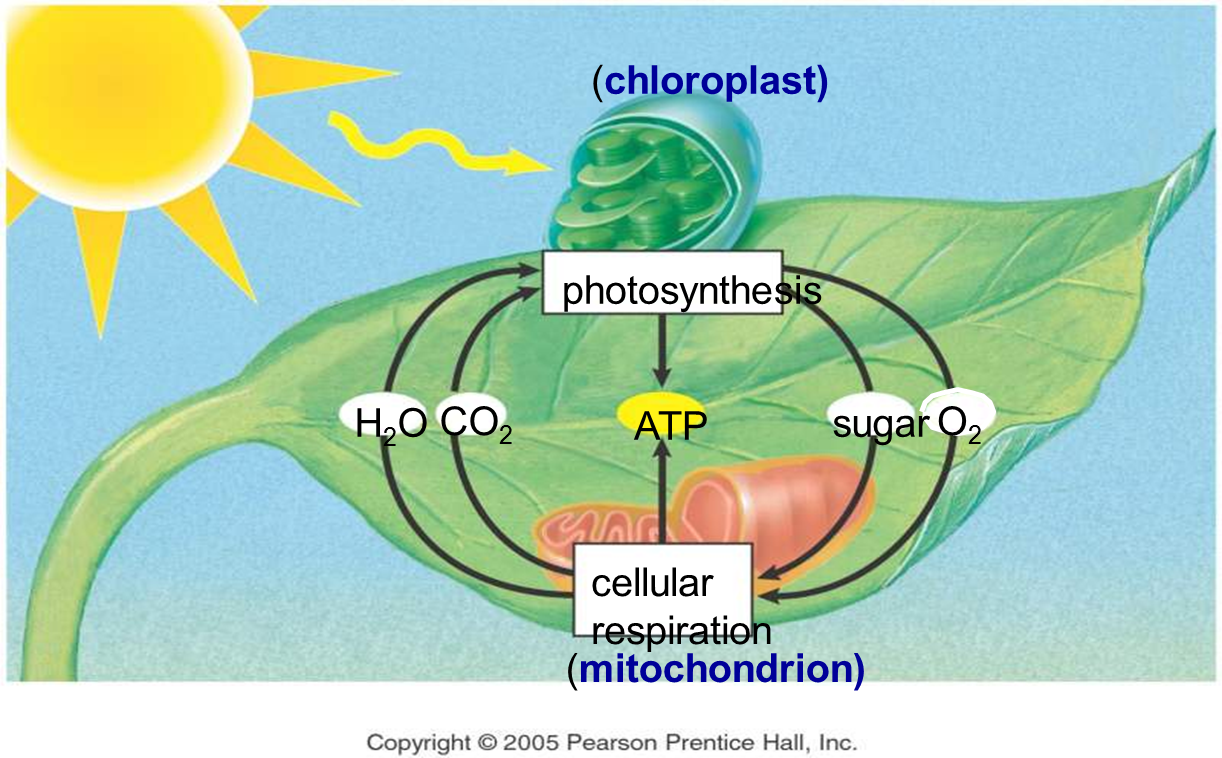 (chloroplast)
photosynthesis
H₂O CO₂ ATP sugar O₂
cellular
respiration
(mitochondrion)
Copyright © 2005 Pearson Prentice Hall, Inc.